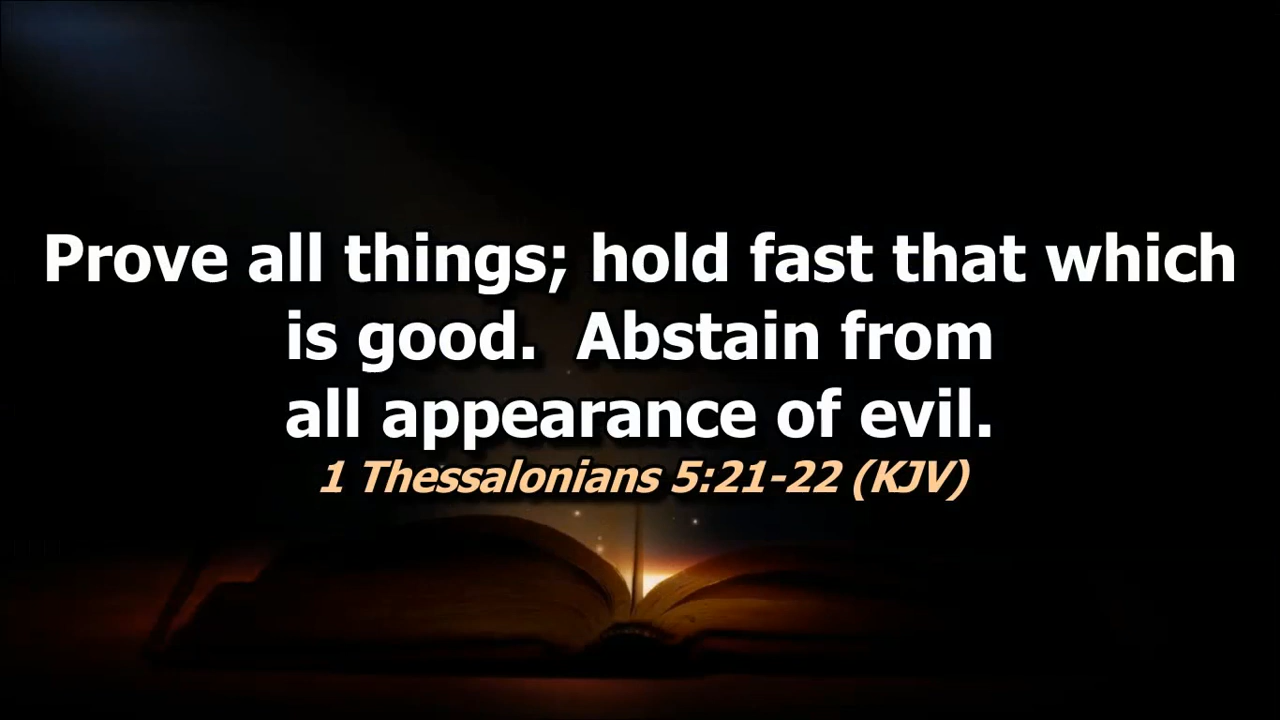 Prove all things; hold fast that which
is good.  Abstain from
all appearance of evil.
1 Thessalonians 5:21-22 (KJV)